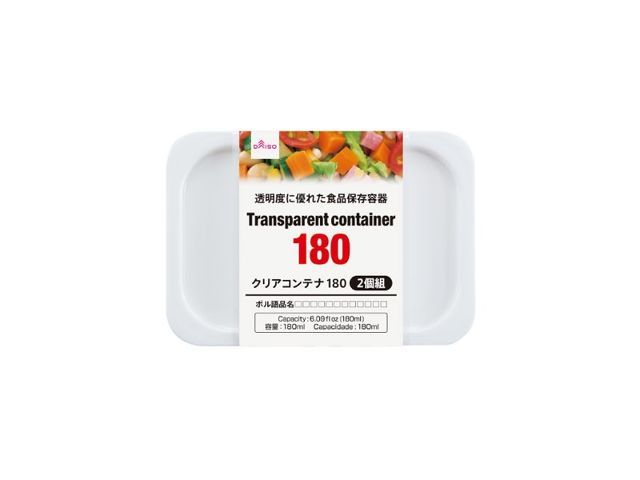 DAISO
透明度に優れた食品保存容器
Transparent container
180
クリアコンテナ180 2個組
ポル語品名□□□□□□□□□□□□
Capacity : 6.09 fl oz (180ml)
容量 : 180ml Capacidade : 180ml